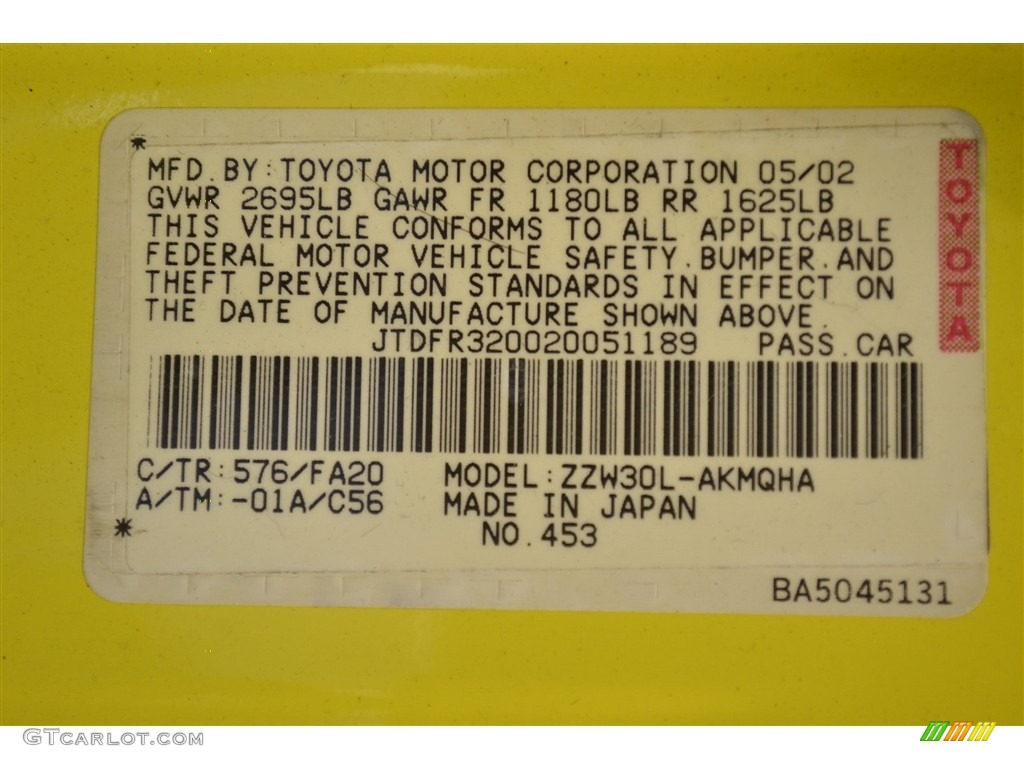 MFD.BY:TOYOTA MOTOR CORPORATION 05/02
GVWR 2695LB GAWR FR 1180LB RR 1625LB
THIS VEHICLE CONFORMS TO ALL APPLICABLE
FEDERAL MOTOR VEHICLE SAFETY.BUMPER.AND
THEFT PREVENTION STANDARDS IN EFFECT ON
THE DATE OF MANUFACTURE SHOWN ABOVE.
JTDFR320020051189 PASS.CAR
TOYOTA
C/TR:576/FA20 MODEL:ZZW30L-AKMQHA
A/TM:-01A/C56 MADE IN JAPAN
NO.453
BA5045131
GTCARLOT.COM